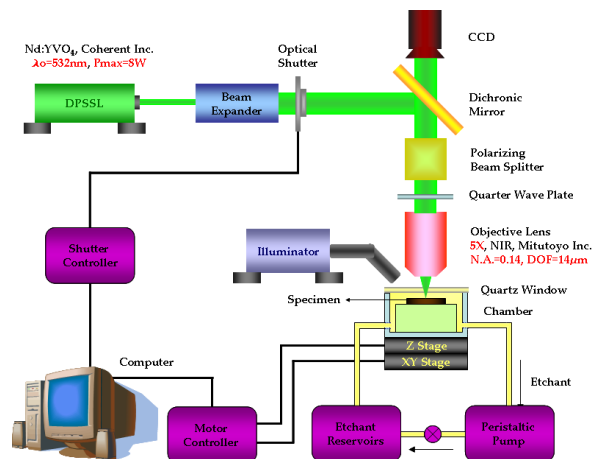 CCD
Nd:YVO₄, Coherent Inc.
λo=532nm, Pmax=8W
Optical
Shutter
DPSSL
Beam
Expander
Dichronic
Mirror
Polarizing
Beam Splitter
Quarter Wave Plate
Objective Lens
5X, NIR, Mitutoyo Inc.
N.A.=0.14, DOF=14μm
Shutter
Controller
Illuminator
Quartz Window
Specimen
Chamber
Z Stage
XY Stage
Computer
Etchant
Motor
Controller
Etchant
Reservoirs
Peristaltic
Pump